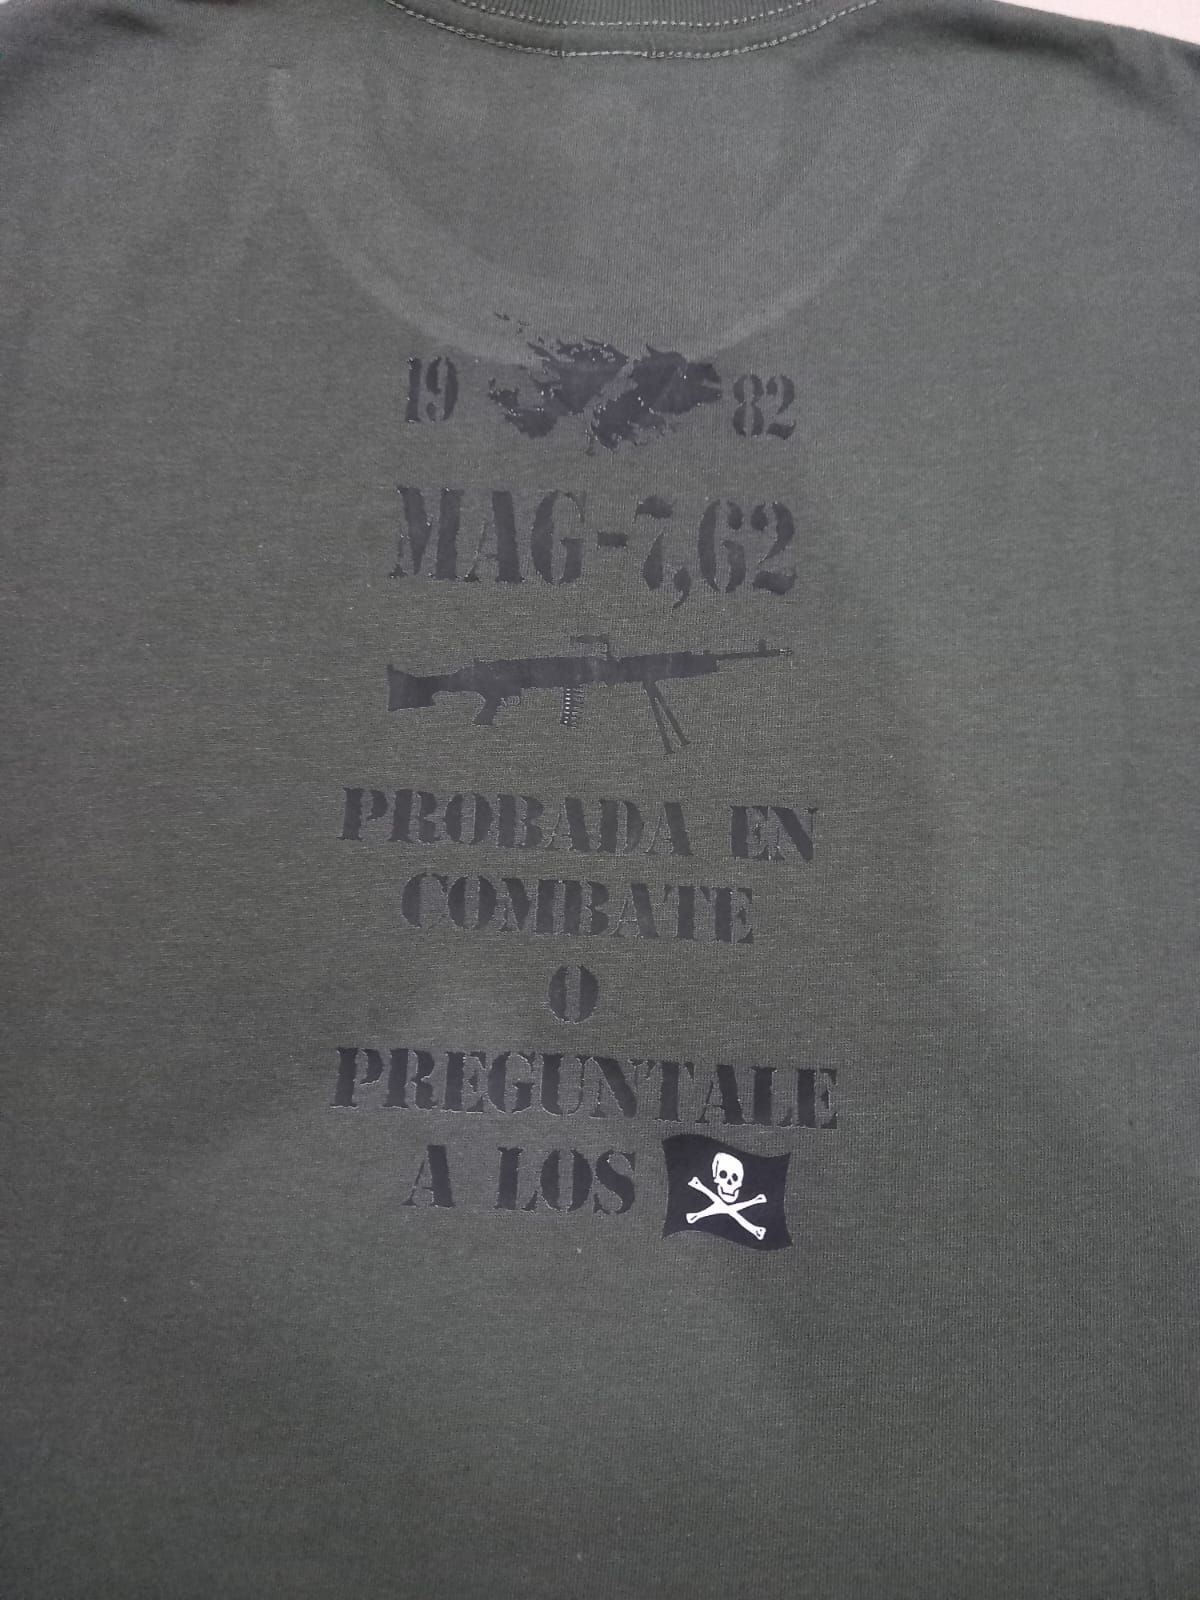 19 82
MAG-7,62
PROBADA EN
COMBATE
O
PREGUNTALE
A LOS